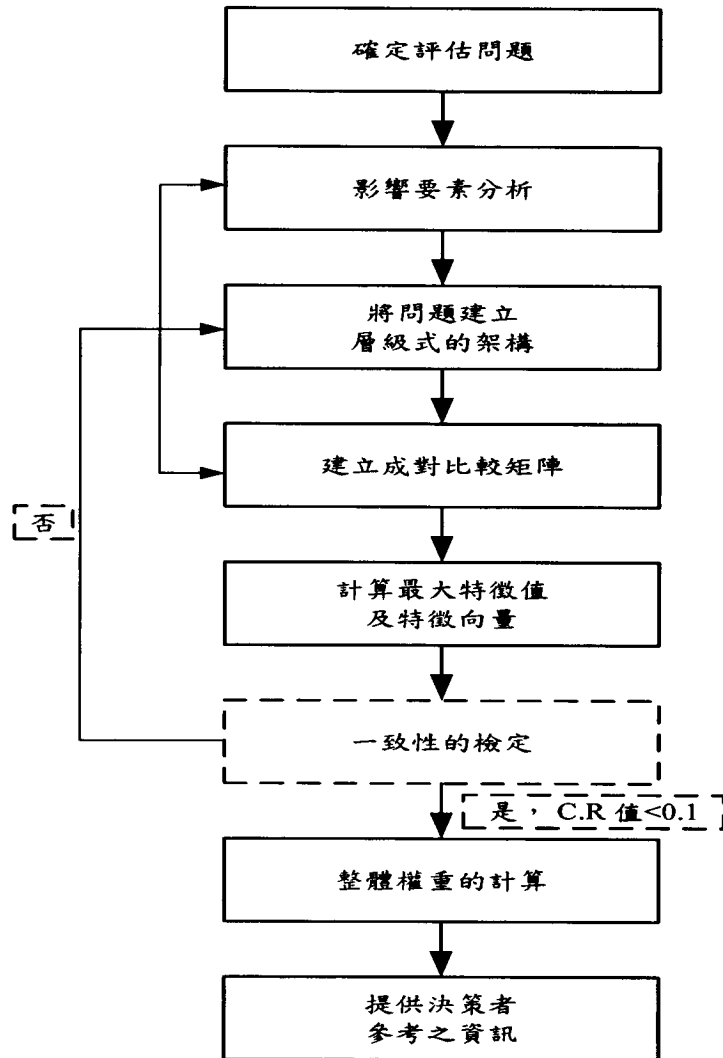 確定評估問題
影響要素分析
將問題建立
層級式的架構
建立成對比較矩陣
否
計算最大特徵值
及特徵向量
一致性的檢定
是， C.R 值<0.1
整體權重的計算
提供決策者
參考之資訊